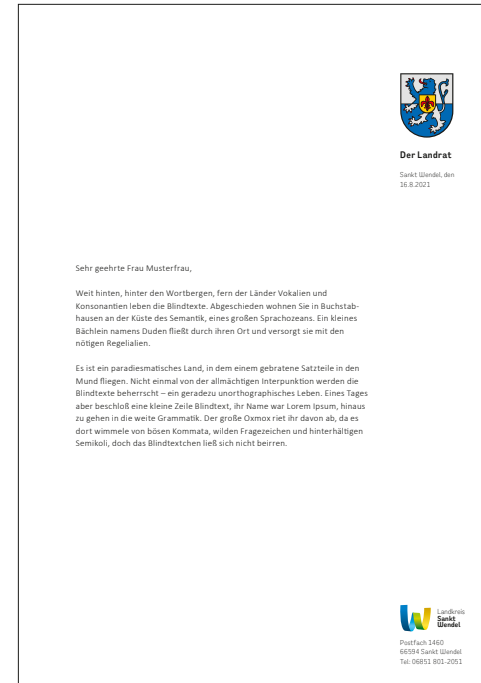 Der Landrat
Sankt Wendel, den
16.8.2021
Sehr geehrte Frau Musterfrau,
Weit hinten, hinter den Wortbergen, fern der Länder Vokalien und
Konsonantien leben die Blindtexte. Abgeschieden wohnen Sie in Buchstab-
hausen an der Küste des Semantik, eines großen Sprachozeans. Ein kleines
Bächlein namens Duden fließt durch ihren Ort und versorgt sie mit den
nötigen Regelialien.
Es ist ein paradiesmatisches Land, in dem einem gebratene Satzteile in den
Mund fliegen. Nicht einmal von der allmächtigen Interpunktion werden die
Blindtexte beherrscht – ein geradezu unorthographisches Leben. Eines Tages
aber beschloß eine kleine Zeile Blindtext, ihr Name war Lorem Ipsum, hinaus
zu gehen in die weite Grammatik. Der große Oxmox riet ihr davon ab, da es
dort wimmele von bösen Kommata, wilden Fragezeichen und hinterhältigen
Semikoli, doch das Blindtextchen ließ sich nicht beirren.
Landkreis
Sankt
Wendel
Postfach 1460
66594 Sankt Wendel
Tel: 06851 801-2051